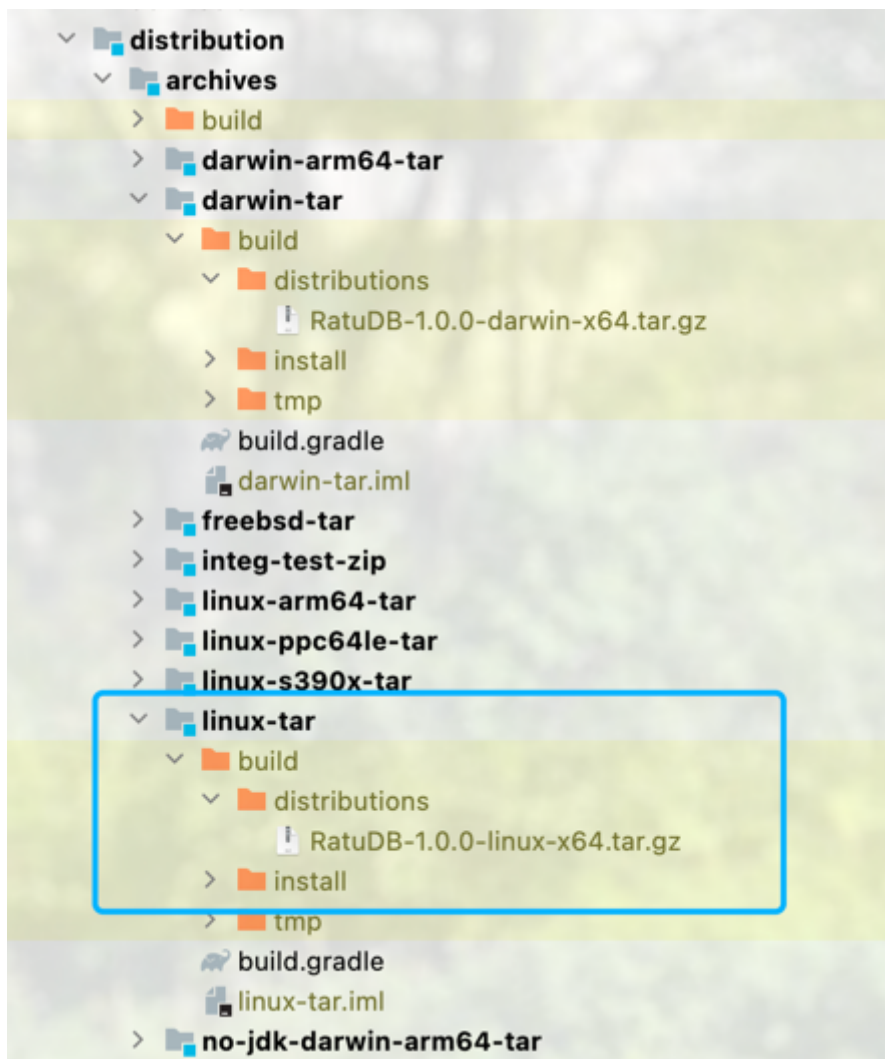 distribution
archives
build
darwin-arm64-tar
darwin-tar
build
distributions
RatuDB-1.0.0-darwin-x64.tar.gz
install
tmp
build.gradle
darwin-tar.iml
freebsd-tar
integ-test-zip
linux-arm64-tar
linux-ppc64le-tar
linux-s390x-tar
linux-tar
build
distributions
RatuDB-1.0.0-linux-x64.tar.gz
install
tmp
build.gradle
linux-tar.iml
no-jdk-darwin-arm64-tar